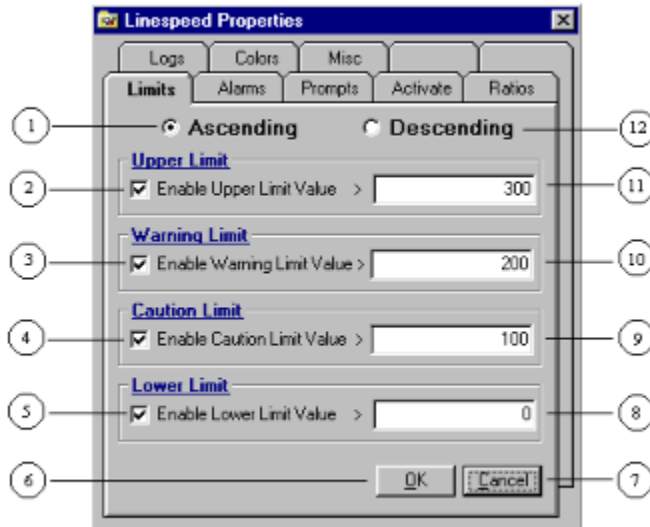 Linespeed Properties
Logs Colors Misc
Limits Alarms Prompts Activate Ratios
1 Ascending Descending 12
Upper Limit
2 Enable Upper Limit Value > 300 11
Warning Limit
3 Enable Warning Limit Value > 200 10
Caution Limit
4 Enable Caution Limit Value > 100 9
Lower Limit
5 Enable Lower Limit Value > 0 8
6 OK Cancel 7